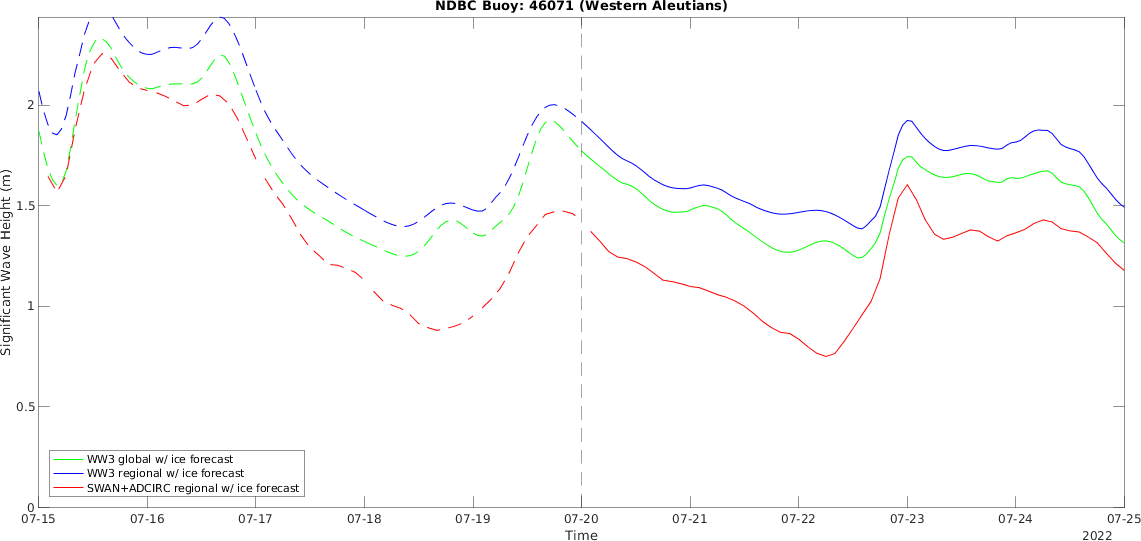 NDBC Buoy: 46071 (Western Aleutians)
2
1.5
1
0.5
0
Significant Wave Height (m)
WW3 global w/ ice forecast
WW3 regional w/ ice forecast
SWAN+ADCIRC regional w/ ice forecast
07-15 07-16 07-17 07-18 07-19 07-20 07-21 07-22 07-23 07-24 07-25
Time
2022